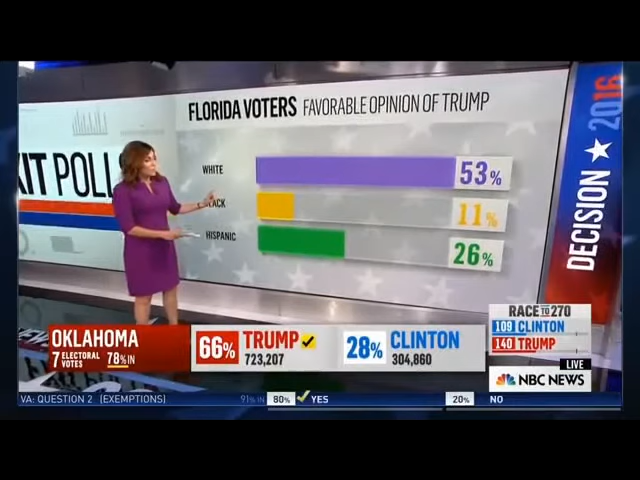 FLORIDA VOTERS FAVORABLE OPINION OF TRUMP
WHITE 53%
11%
HISPANIC 26%
DECISION ★ 2016
OKLAHOMA
7 ELECTORAL VOTES 78% IN
66% TRUMP ✓
723,207
28% CLINTON
304,860
RACE TO 270
109 CLINTON
140 TRUMP
LIVE
NBC NEWS
VA: QUESTION 2 (EXEMPTIONS) 91% IN 80% ✓ YES 20% NO